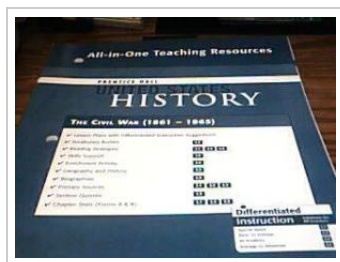 All-in-One Teaching Resources
PRENTICE HALL
UNITED STATES
HISTORY
THE CIVIL WAR (1861 – 1865)
Lesson Plans with Differentiated Instruction Suggestions
Vocabulary Builder
Reading Strategies
Skills Support
Enrichment Activity
Geography and History
Biographies
Primary Sources
Section Quizzes
Chapter Tests (Forms A & B)
Differentiated
Instruction